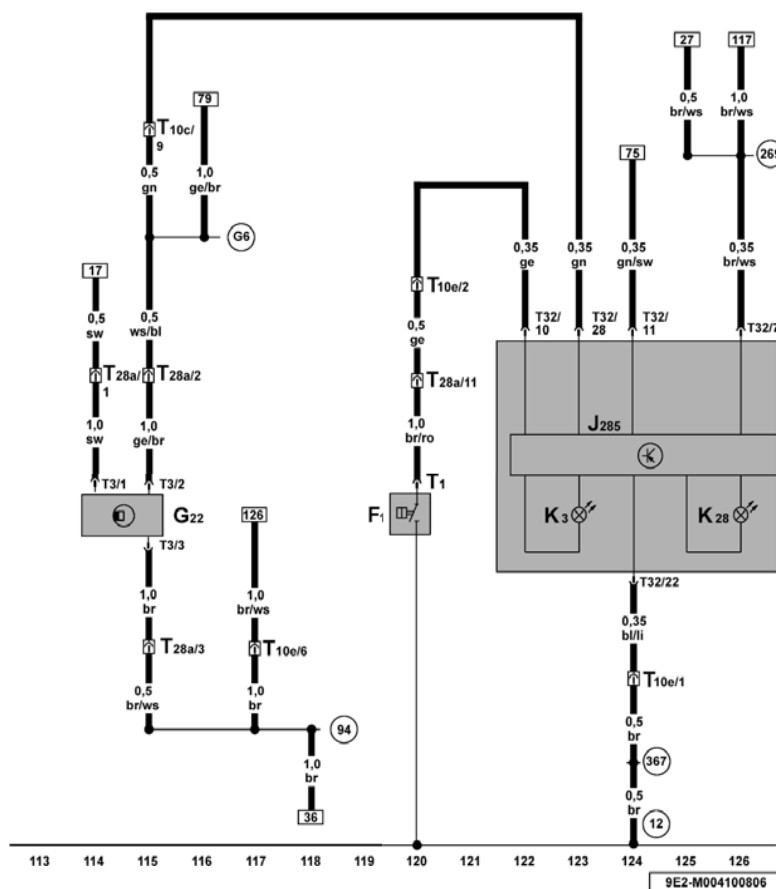 27
117
79
T10c/
9
0,5
br/ws
1,0
br/ws
0,5
gn
1,0
ge/br
75
G6
0,35
ge
0,35
gn
0,35
gn/sw
0,35
br/ws
17
T10e/2
0,5
sw
0,5
ws/bl
0,5
ge
T32/
10
T32/
28
T32/
11
T32/7
T28a/
1
T28a/2
T28a/11
1,0
sw
1,0
ge/br
1,0
br/ro
J285
T3/1
T3/2
T1
G22
126
F1
K3
K28
T3/3
T32/22
1,0
br
1,0
br/ws
0,35
bl/li
T28a/3
T10e/6
T10e/1
0,5
br/ws
1,0
br
0,5
br
94
1,0
br
367
0,5
br
36
12
113 114 115 116 117 118 119 120 121 122 123 124 125 126
9E2-M004100806